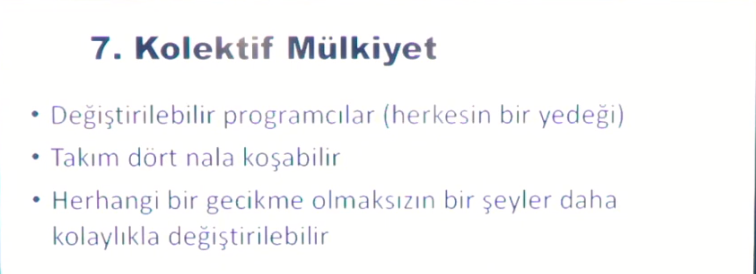 7. Kolektif Mülkiyet
• Değiştirilebilir programcılar (herkesin bir yedeği)
• Takım dört nala koşabilir
• Herhangi bir gecikme olmaksızın bir şeyler daha
kolaylıkla değiştirilebilir